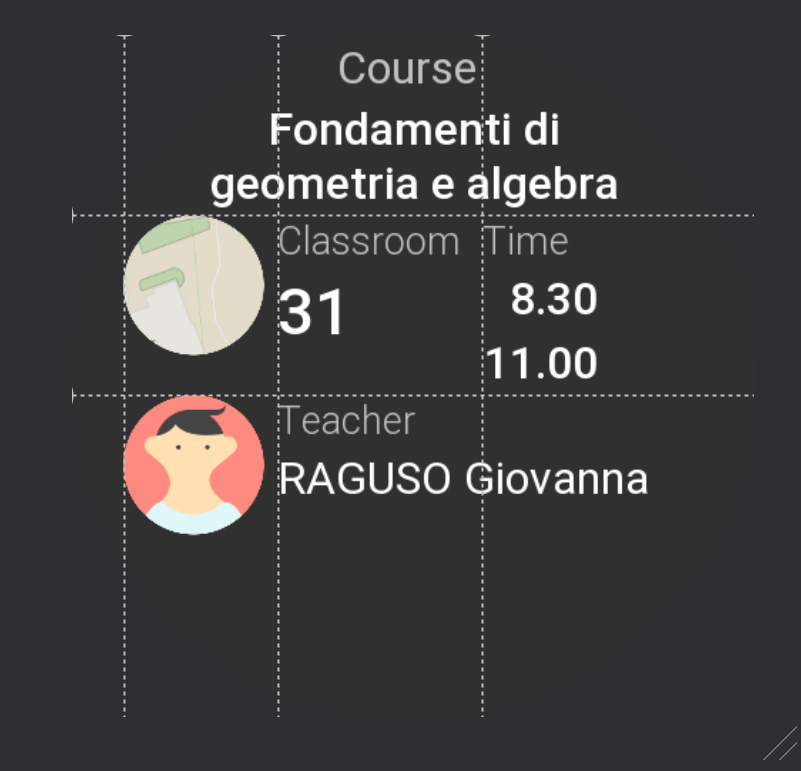 Course
Fondamenti di
geometria e algebra
Classroom
Time
31
8.30
11.00
Teacher
RAGUSO Giovanna